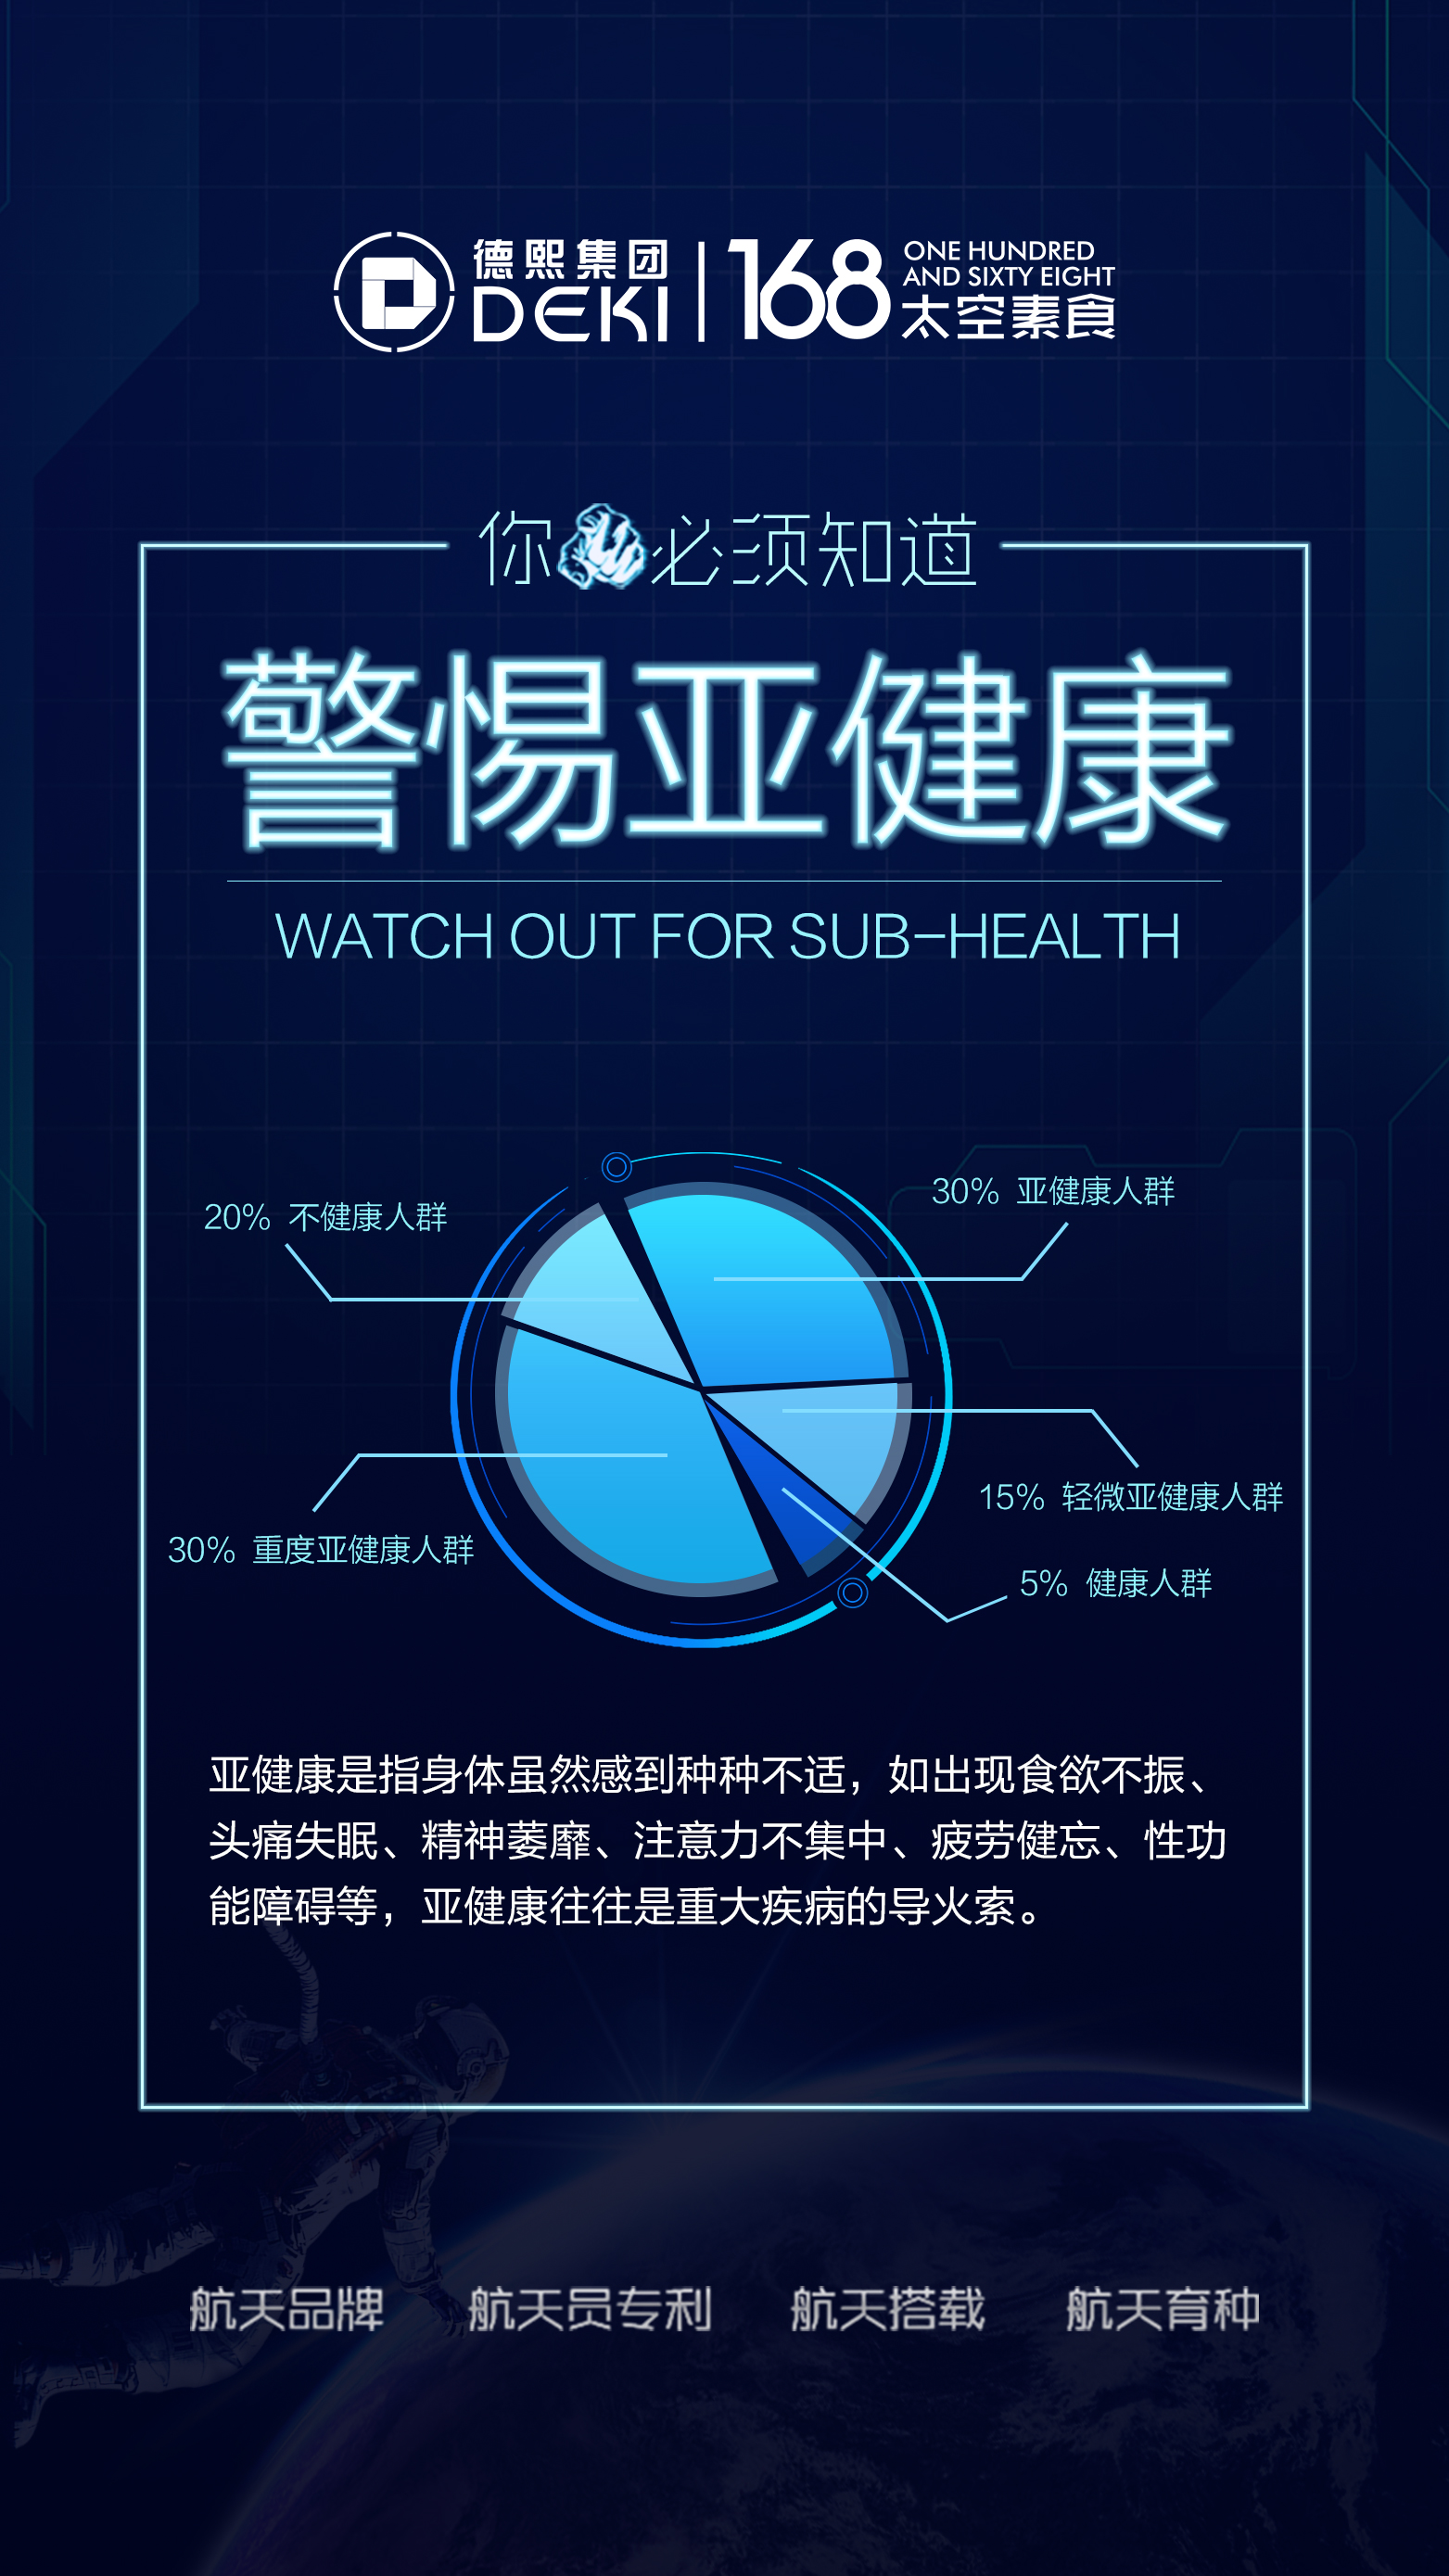 德熙集团
DEKI
168
ONE HUNDRED
AND SIXTY EIGHT
太空素食
你必须知道
警惕亚健康
WATCH OUT FOR SUB-HEALTH
30% 亚健康人群
20% 不健康人群
15% 轻微亚健康人群
30% 重度亚健康人群
5% 健康人群
亚健康是指身体虽然感到种种不适，如出现食欲不振、
头痛失眠、精神萎靡、注意力不集中、疲劳健忘、性功
能障碍等，亚健康往往是重大疾病的导火索。
航天品牌 航天员专利 航天搭载 航天育种